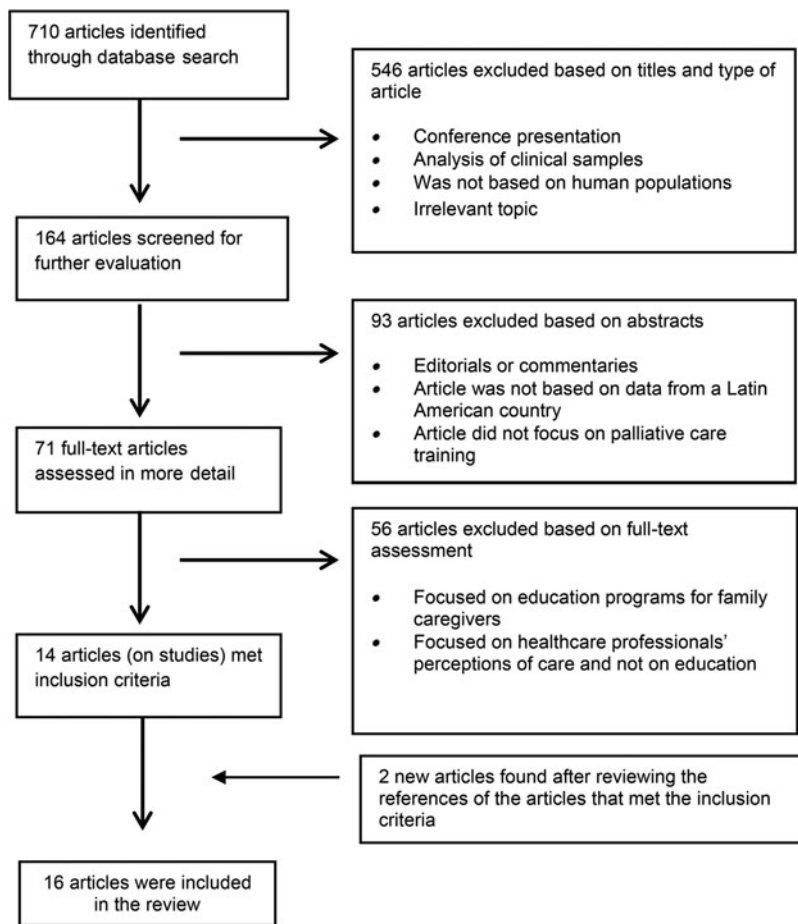 710 articles identified
through database search
546 articles excluded based on titles and type of
article
• Conference presentation
• Analysis of clinical samples
• Was not based on human populations
• Irrelevant topic
164 articles screened for
further evaluation
93 articles excluded based on abstracts
• Editorials or commentaries
• Article was not based on data from a Latin
American country
• Article did not focus on palliative care
training
71 full-text articles
assessed in more detail
56 articles excluded based on full-text
assessment
• Focused on education programs for family
caregivers
• Focused on healthcare professionals’
perceptions of care and not on education
14 articles (on studies) met
inclusion criteria
2 new articles found after reviewing the
references of the articles that met the inclusion
criteria
16 articles were included
in the review